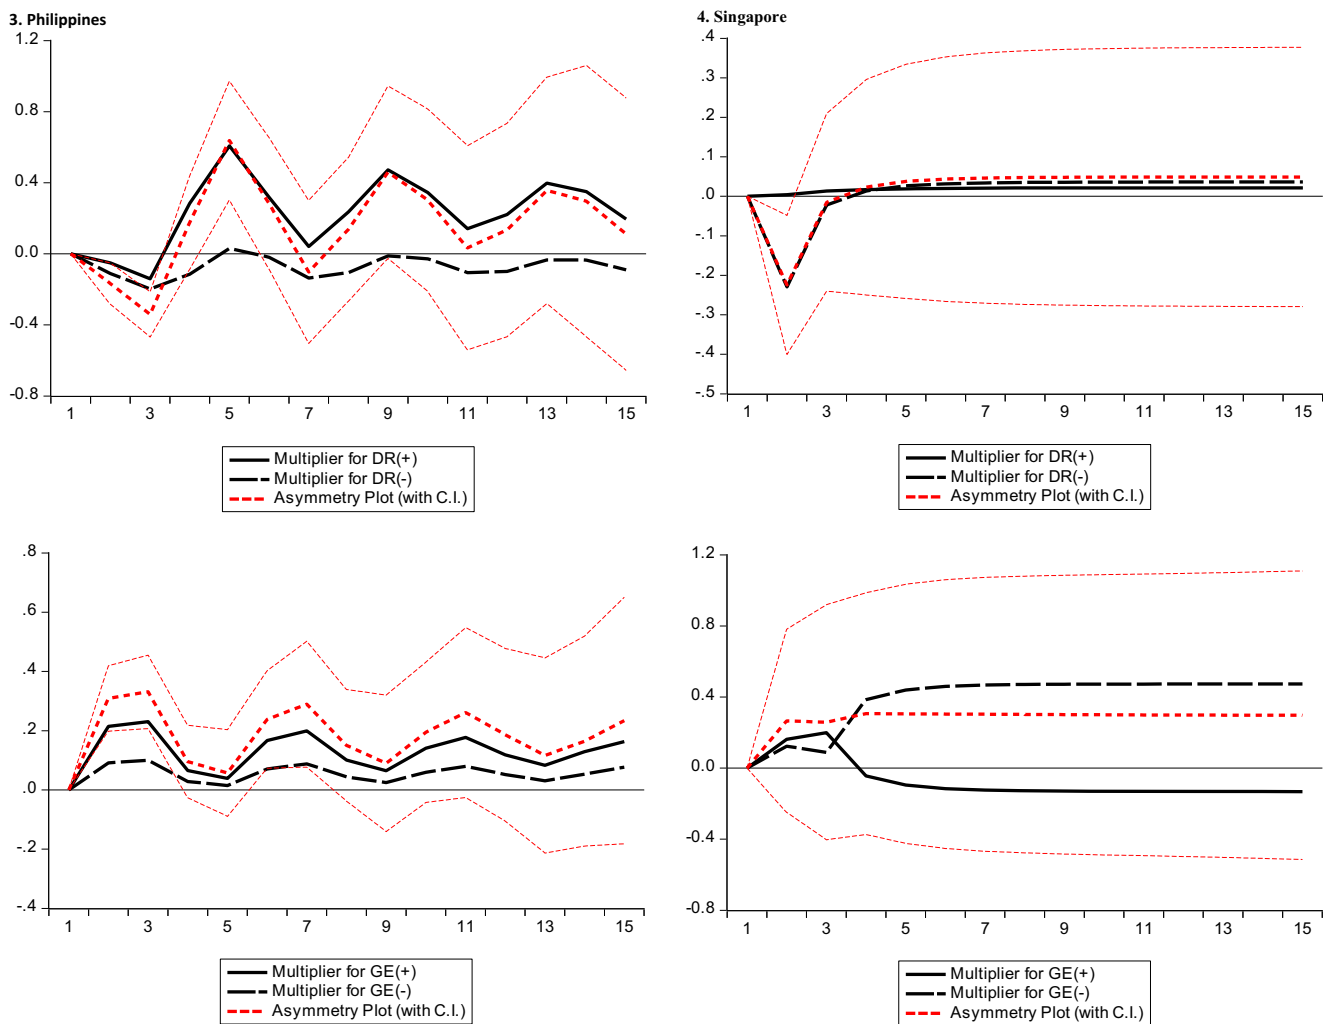 3. Philippines
1.2
0.8
0.4
0.0
-0.4
-0.8
1 3 5 7 9 11 13 15
Multiplier for DR(+)
Multiplier for DR(-)
Asymmetry Plot (with C.I.)
4. Singapore
.4
.3
.2
.1
.0
-.1
-.2
-.3
-.4
-.5
1 3 5 7 9 11 13 15
Multiplier for DR(+)
Multiplier for DR(-)
Asymmetry Plot (with C.I.)
.8
.6
.4
.2
.0
-.2
-.4
1 3 5 7 9 11 13 15
Multiplier for GE(+)
Multiplier for GE(-)
Asymmetry Plot (with C.I.)
1.2
0.8
0.4
0.0
-0.4
-0.8
1 3 5 7 9 11 13 15
Multiplier for GE(+)
Multiplier for GE(-)
Asymmetry Plot (with C.I.)